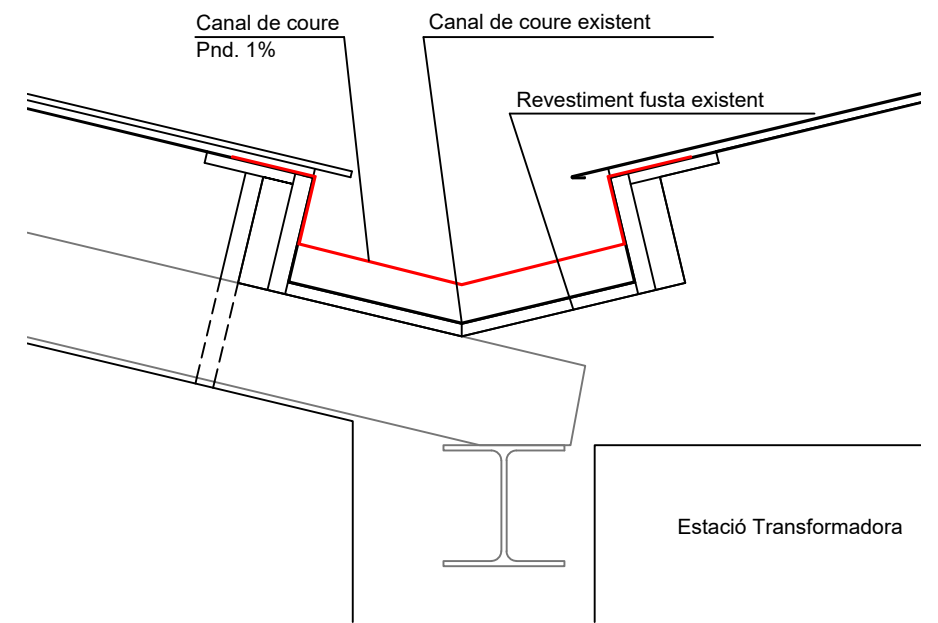 Canal de coure
Pnd. 1%
Canal de coure existent
Revestiment fusta existent
Estació Transformadora